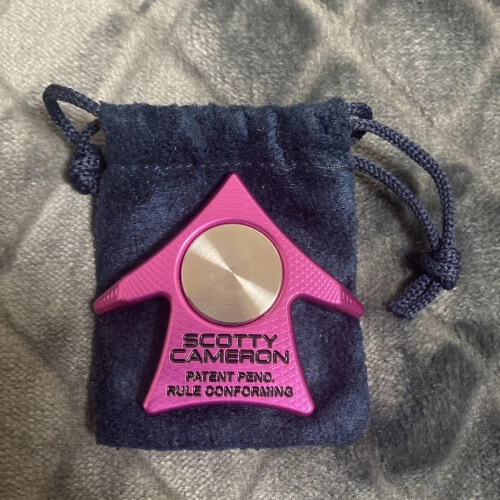 SCOTTY
CAMERON
PATENT PEND.
RULE CONFORMING